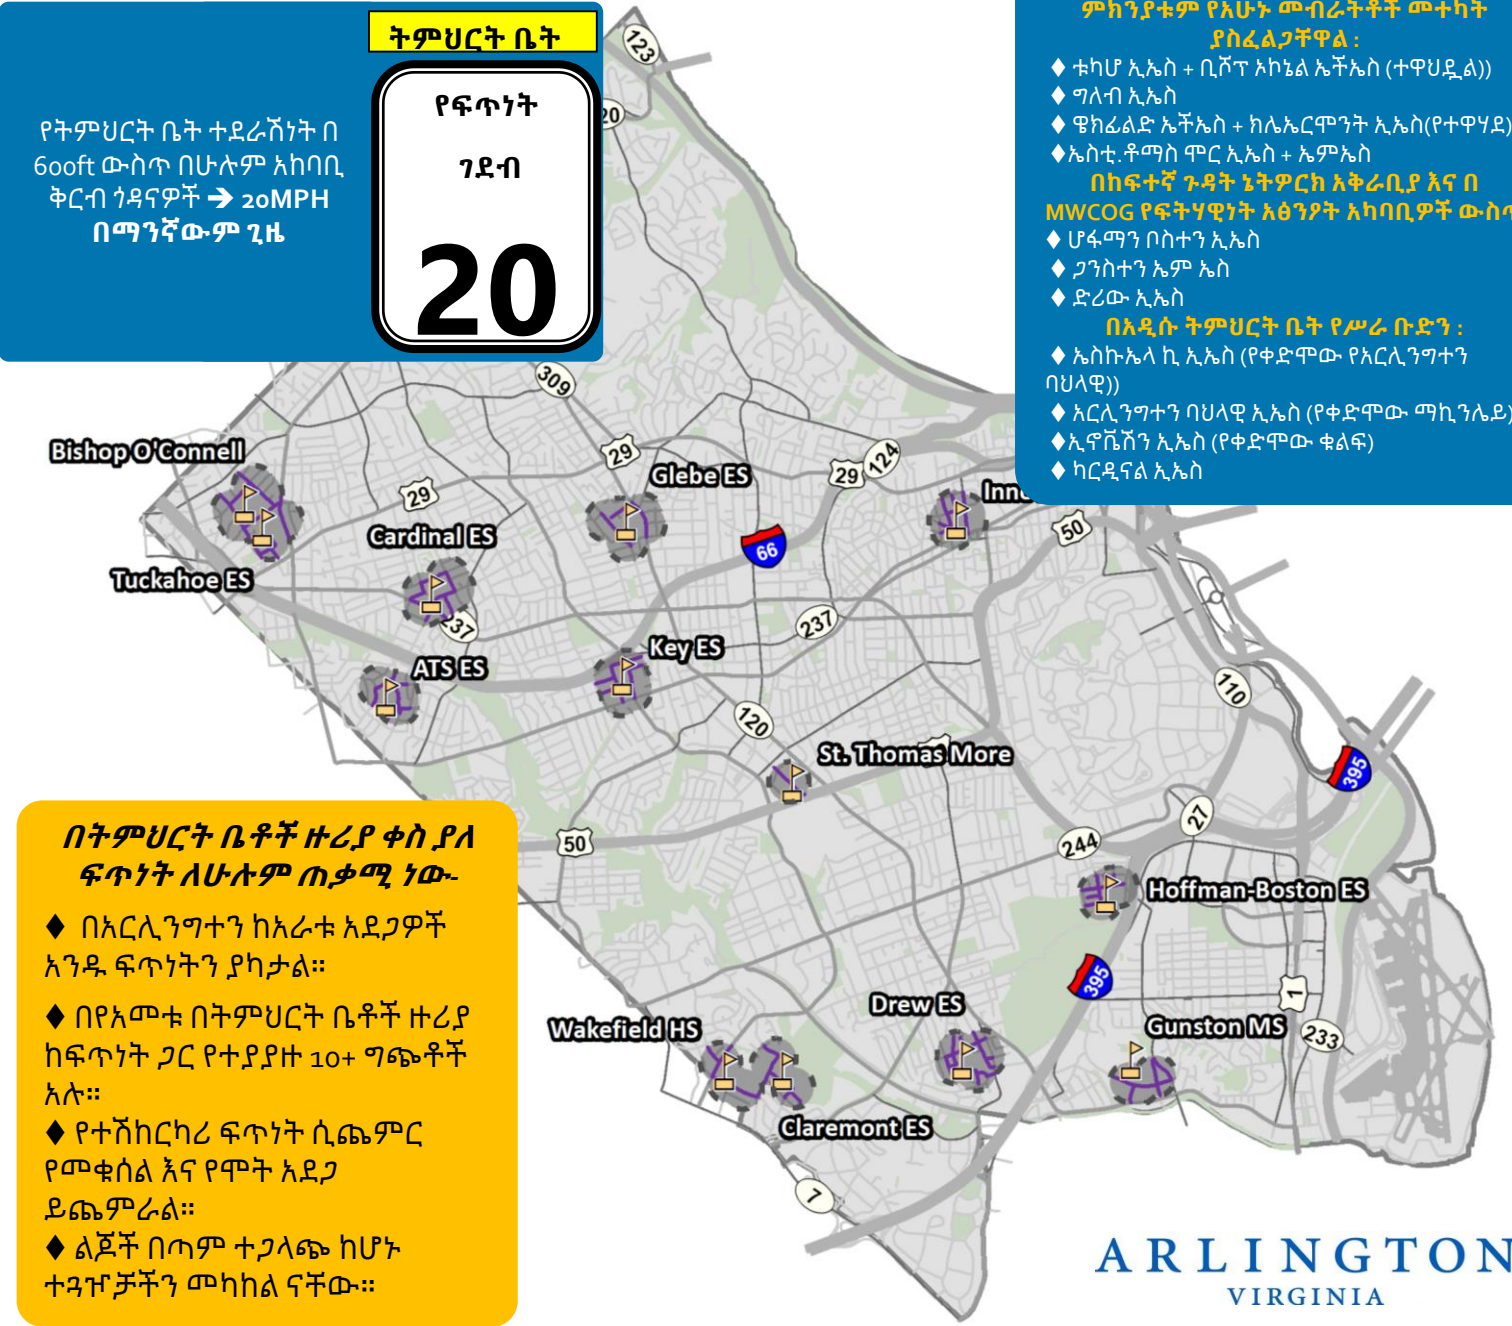 ትምህርት ቤት
የፍጥነት
ገደብ
20
የትምህርት ቤት ተደራሽነት በ
600ft ውስጥ በሁሉም አከባቢ
ቅርብ ጎዳናዎች ➔ 20MPH
በማንኛውም ጊዜ
ምክንያቱም የአሁኑ መብራትቶች መተካት
ያስፈልጋቸዋል :
♦ ቱካሆ ኢኤስ + ቢሾፕ ኦኮኔል ኤችኤስ (ተዋህዷል))
♦ ግለብ ኢኤስ
♦ ዌክፊልድ ኤችኤስ + ክሌኤርሞንት ኢኤስ(የተዋሃደ)
♦ኤስቲ.ቶማስ ሞር ኢኤስ + ኤምኤስ
በከፍተኛ ጉዳት ኔትዎርክ አቅራቢያ እና በ
MWCOG የፍትሃዊነት አፅንዖት አካባቢዎች ውስጥ
♦ ሆፋማን ቦስተን ኢኤስ
♦ ጋንስተን ኤም ኤስ
♦ ድሪው ኢኤስ
በአዲሱ ትምህርት ቤት የሥራ ቡድን :
♦ ኤስኩኤላ ኪ ኢኤስ (የቀድሞው የአርሊንግተን
ባህላዊ))
♦ አርሊንግተን ባህላዊ ኢኤስ (የቀድሞው ማኪንሌይ)
♦ኢኖቬሽን ኢኤስ (የቀድሞው ቁልፍ)
♦ ካርዲናል ኢኤስ
123
20
309
29
29
124
Bishop O'Connell
Glebe ES
Cardinal ES
50
66
Tuckahoe ES
237
237
Key ES
ATS ES
110
120
St. Thomas More
395
27
50
244
Hoffman-Boston ES
395
1
Drew ES
Wakefield HS
Gunston MS
233
Claremont ES
7
በትምህርት ቤቶች ዙሪያ ቀስ ያለ
ፍጥነት ለሁሉም ጠቃሚ ነው-
♦ በአርሊንግተን ከአራቱ አደጋዎች
አንዱ ፍጥነትን ያካታል።
♦ በየአመቱ በትምህርት ቤቶች ዙሪያ
ከፍጥነት ጋር የተያያዙ 10+ ግጭቶች
አሉ።
♦ የተሽከርካሪ ፍጥነት ሲጨምር
የመቁሰል እና የሞት አደጋ
ይጨምራል።
♦ ልጆች በጣም ተጋላጭ ከሆኑ
ተጓዦቻችን መካከል ናቸው።
ARLINGTON
VIRGINIA